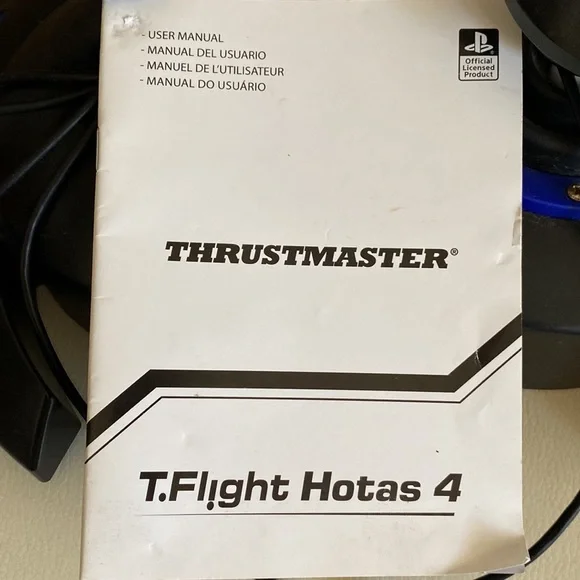 - USER MANUAL
- MANUAL DEL USUARIO
- MANUEL DE L'UTILISATEUR
- MANUAL DO USUÁRIO
Official
Licensed
Product
THRUSTMASTER®
T.Flight Hotas 4